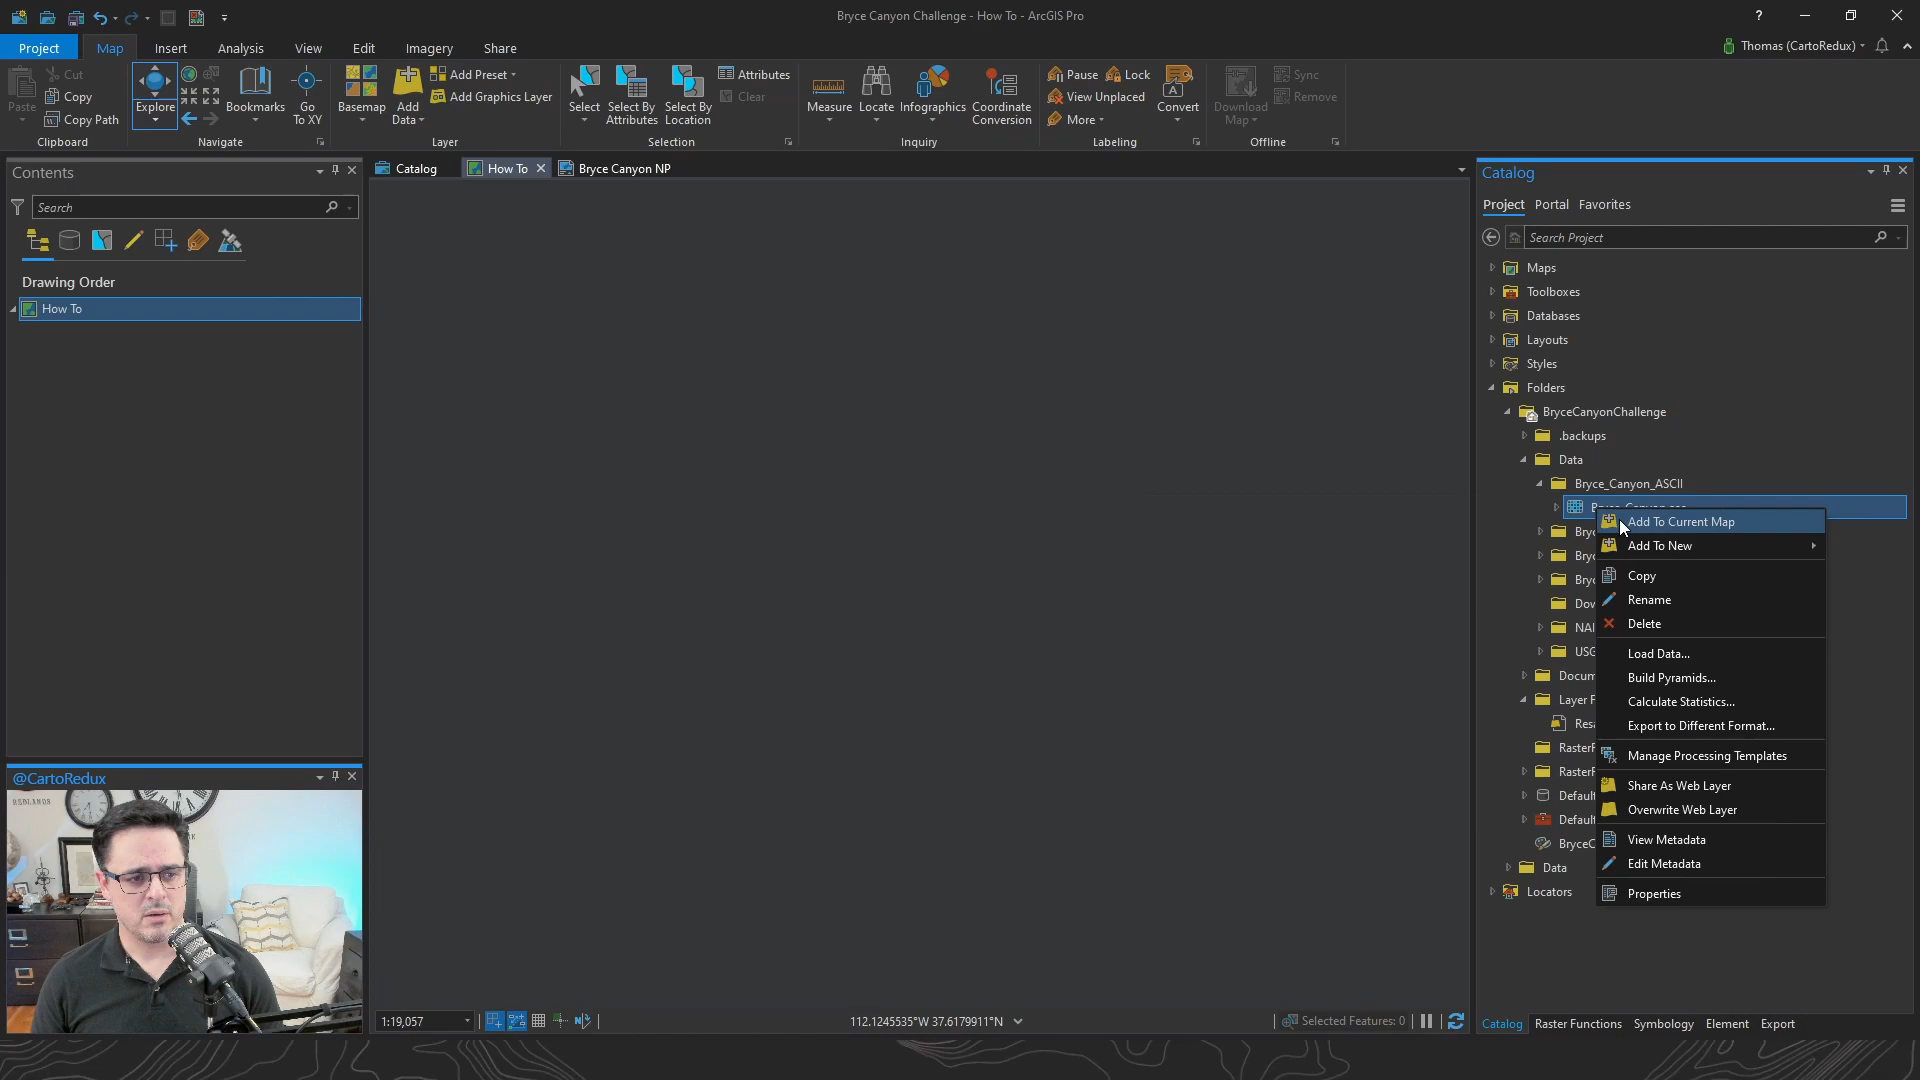 Bryce Canyon Challenge - How To - ArcGIS Pro
?
Project
Map
Insert
Analysis
View
Edit
Imagery
Share
Thomas (CartoRedux)
Paste
Cut
Copy
Copy Path
Clipboard
Explore
Bookmarks
Go
To XY
Navigate
Basemap
Add
Data
Add Preset
Add Graphics Layer
Layer
Select
Select By
Attributes
Select By
Location
Attributes
Clear
Selection
Measure
Locate
Infographics
Coordinate
Conversion
Inquiry
Pause
Lock
View Unplaced
More
Convert
Labeling
Download
Map
Sync
Remove
Offline
Contents
Search
Drawing Order
How To
@CartoRedux
REDLANDS
Catalog
How To
Bryce Canyon NP
1:19,057
112.1245535°W 37.6179911°N
Selected Features: 0
Catalog
Project
Portal
Favorites
Search Project
Maps
Toolboxes
Databases
Layouts
Styles
Folders
BryceCanyonChallenge
.backups
Data
Bryce_Canyon_ASCII
Add To Current Map
Add To New
Copy
Rename
Delete
Load Data...
Build Pyramids...
Calculate Statistics...
Export to Different Format...
Manage Processing Templates
Share As Web Layer
Overwrite Web Layer
View Metadata
Edit Metadata
Properties
Data
Locators
Catalog
Raster Functions
Symbology
Element
Export